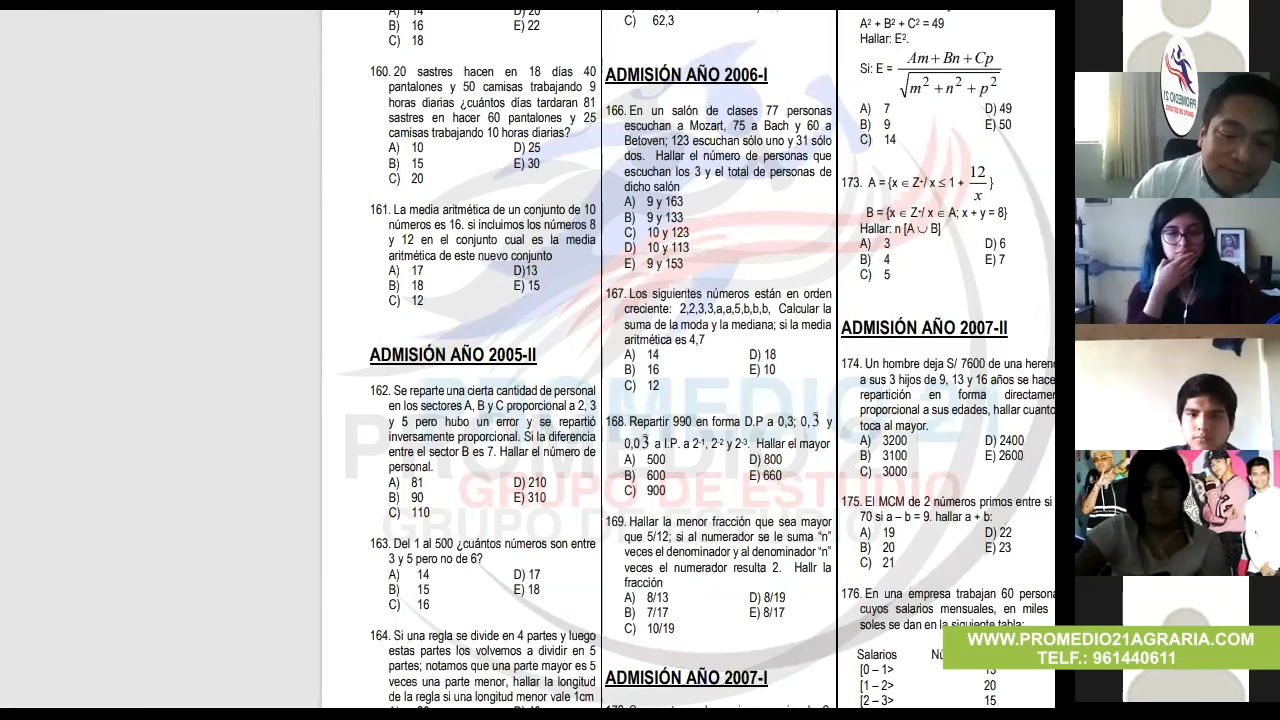 A) 14 D) 20
B) 16 E) 22
C) 18
160. 20 sastres hacen en 18 días 40
pantalones y 50 camisas trabajando 9
horas diarias ¿cuántos días tardaran 81
sastres en hacer 60 pantalones y 25
camisas trabajando 10 horas diarias?
A) 10 D) 25
B) 15 E) 30
C) 20
161. La media aritmética de un conjunto de 10
números es 16. si incluimos los números 8
y 12 en el conjunto cual es la media
aritmética de este nuevo conjunto
A) 17 D)13
B) 18 E) 15
C) 12
ADMISIÓN AÑO 2005-II
162. Se reparte una cierta cantidad de personal
en los sectores A, B y C proporcional a 2, 3
y 5 pero hubo un error y se repartió
inversamente proporcional. Si la diferencia
entre el sector B es 7. Hallar el número de
personal.
A) 81 D) 210
B) 90 E) 310
C) 110
163. Del 1 al 500 ¿cuántos números son entre
3 y 5 pero no de 6?
A) 14 D) 17
B) 15 E) 18
C) 16
164. Si una regla se divide en 4 partes y luego
estas partes los volvemos a dividir en 5
partes; notamos que una parte mayor es 5
veces una parte menor, hallar la longitud
de la regla si una longitud menor vale 1cm
C) 62,3
ADMISIÓN AÑO 2006-I
166. En un salón de clases 77 personas
escuchan a Mozart, 75 a Bach y 60 a
Betoven; 123 escuchan sólo uno y 31 sólo
dos. Hallar el número de personas que
escuchan los 3 y el total de personas de
dicho salón
A) 9 y 163
B) 9 y 133
C) 10 y 123
D) 10 y 113
E) 9 y 153
167. Los siguientes números están en orden
creciente: 2,2,3,3,a,a,5,b,b,b, Calcular la
suma de la moda y la mediana; si la media
aritmética es 4,7
A) 14 D) 18
B) 16 E) 10
C) 12
168. Repartir 990 en forma D.P a 0,3; 0,3̄ y
0,03̄ a I.P. a 2⁻¹, 2⁻² y 2⁻³. Hallar el mayor
A) 500 D) 800
B) 600 E) 660
C) 900
169. Hallar la menor fracción que sea mayor
que 5/12; si al numerador se le suma “n”
veces el denominador y al denominador “n”
veces el numerador resulta 2. Hallr la
fracción
A) 8/13 D) 8/19
B) 7/17 E) 8/17
C) 10/19
ADMISIÓN AÑO 2007-I
A² + B² + C² = 49
Hallar: E².
Si: E = (Am + Bn + Cp) / √(m² + n² + p²)
A) 7 D) 49
B) 9 E) 50
C) 14
173. A = {x ∈ Z⁺/ x ≤ 1 + 12/x }
B = {x ∈ Z⁺/ x ∈ A; x + y = 8}
Hallar: n [A ∪ B]
A) 3 D) 6
B) 4 E) 7
C) 5
ADMISIÓN AÑO 2007-II
174. Un hombre deja S/ 7600 de una heren
a sus 3 hijos de 9, 13 y 16 años se hace
repartición en forma directamen
proporcional a sus edades, hallar cuanto
toca al mayor.
A) 3200 D) 2400
B) 3100 E) 2600
C) 3000
175. El MCM de 2 números primos entre si
70 si a – b = 9. hallar a + b:
A) 19 D) 22
B) 20 E) 23
C) 21
176. En una empresa trabajan 60 persona
cuyos salarios mensuales, en miles
soles se dan en la siguiente tabla:
Salarios
[0 – 1> 13
[1 – 2> 20
[2 – 3> 15
PROMEDIO 21
GRUPO DE ESTUDIO
WWW.PROMEDIO21AGRARIA.COM
TELF.: 961440611